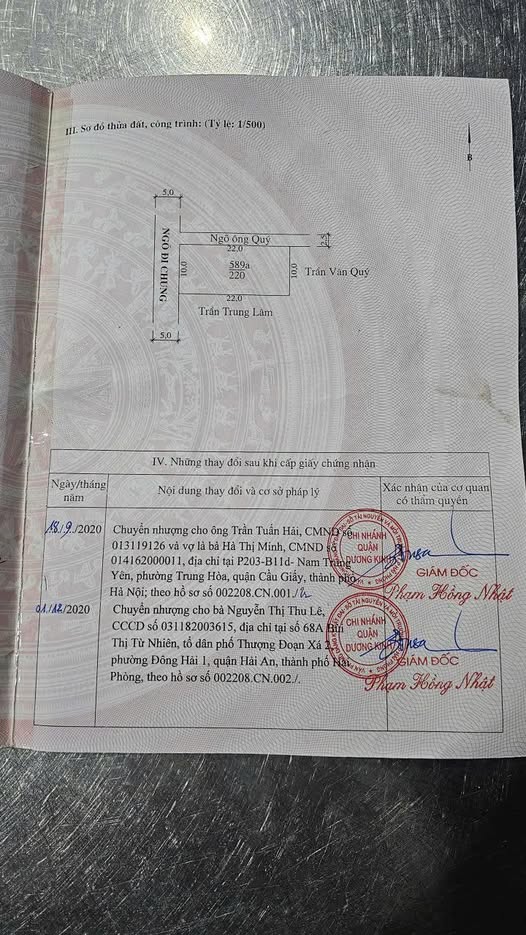 III. Sơ đồ thửa đất, công trình: (Tỷ lệ: 1/500)
B
5,0
NGÕ ĐI CHUNG
Ngõ ông Quý
2,5
22,0
10,0
589a
220
10,0
Trần Văn Quý
22,0
Trần Trung Lâm
5,0
IV. Những thay đổi sau khi cấp giấy chứng nhận
Ngày/tháng
năm
Nội dung thay đổi và cơ sở pháp lý
Xác nhận của cơ quan
có thẩm quyền
18/9/2020
Chuyển nhượng cho ông Trần Tuấn Hải, CMND số
013119126 và vợ là bà Hà Thị Minh, CMND số
014162000011, địa chỉ tại P203-B11d- Nam Trung
Yên, phường Trung Hòa, quận Cầu Giấy, thành phố
Hà Nội; theo hồ sơ số 002208.CN.001./
CHI NHÁNH
QUẬN
DƯƠNG KINH
GIÁM ĐỐC
Phạm Hồng Nhật
01/12/2020
Chuyển nhượng cho bà Nguyễn Thị Thu Lê,
CCCD số 031182003615, địa chỉ tại số 68A Bùi
Thị Từ Nhiên, tổ dân phố Thượng Đoạn Xá 2,
phường Đông Hải 1, quận Hải An, thành phố Hải
Phòng, theo hồ sơ số 002208.CN.002./.
CHI NHÁNH
QUẬN
DƯƠNG KINH
GIÁM ĐỐC
Phạm Hồng Nhật